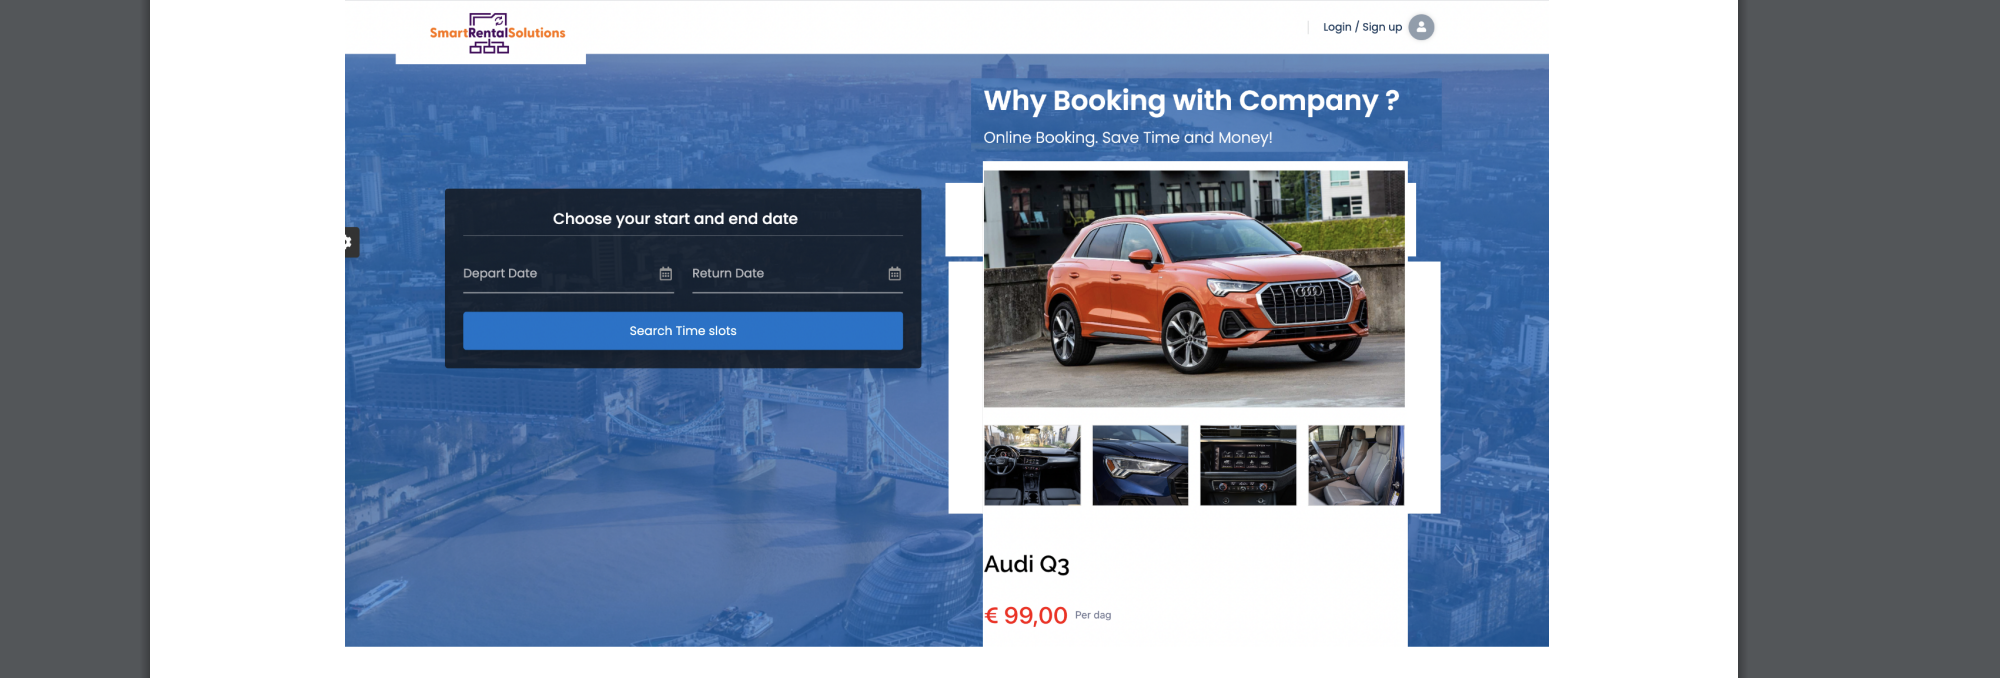 SmartRentalSolutions
Login / Sign up
Why Booking with Company ?
Online Booking. Save Time and Money!
Choose your start and end date
Depart Date
Return Date
Search Time slots
Audi Q3
€ 99,00 Per dag